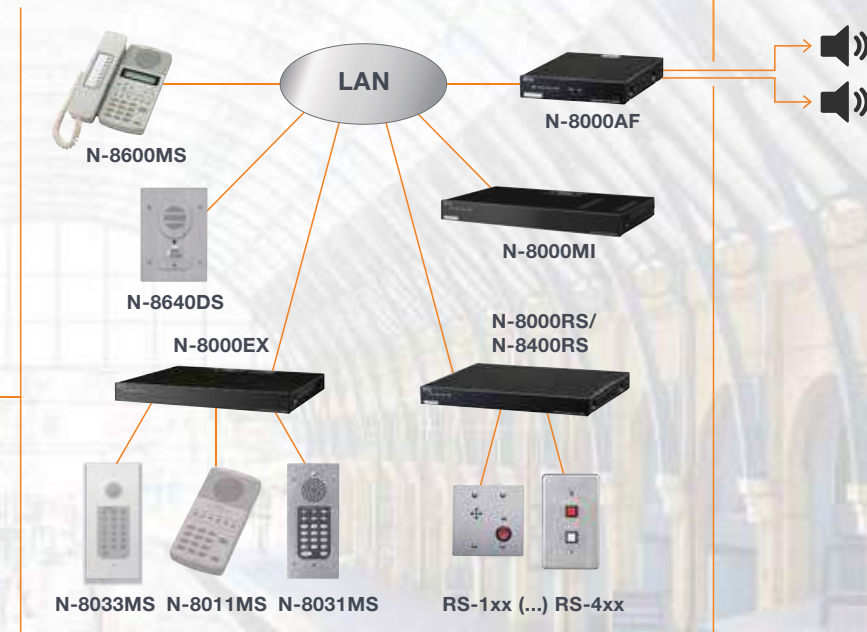 LAN
N-8600MS
N-8000AF
N-8000MI
N-8640DS
N-8000EX
N-8000RS/
N-8400RS
N-8033MS N-8011MS N-8031MS
RS-1xx (...) RS-4xx